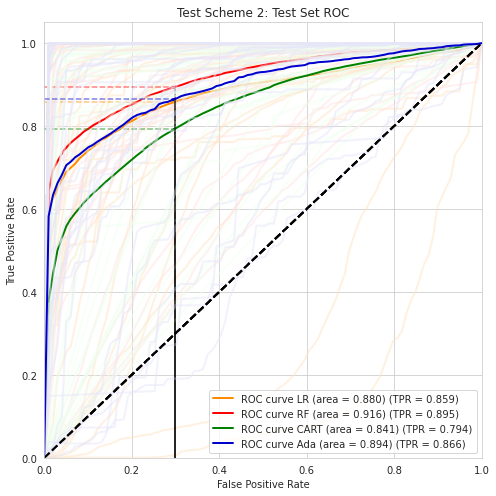 Test Scheme 2: Test Set ROC
True Positive Rate
1.0
0.8
0.6
0.4
0.2
0.0
ROC curve LR (area = 0.880) (TPR = 0.859)
ROC curve RF (area = 0.916) (TPR = 0.895)
ROC curve CART (area = 0.841) (TPR = 0.794)
ROC curve Ada (area = 0.894) (TPR = 0.866)
0.0 0.2 0.4 0.6 0.8 1.0
False Positive Rate